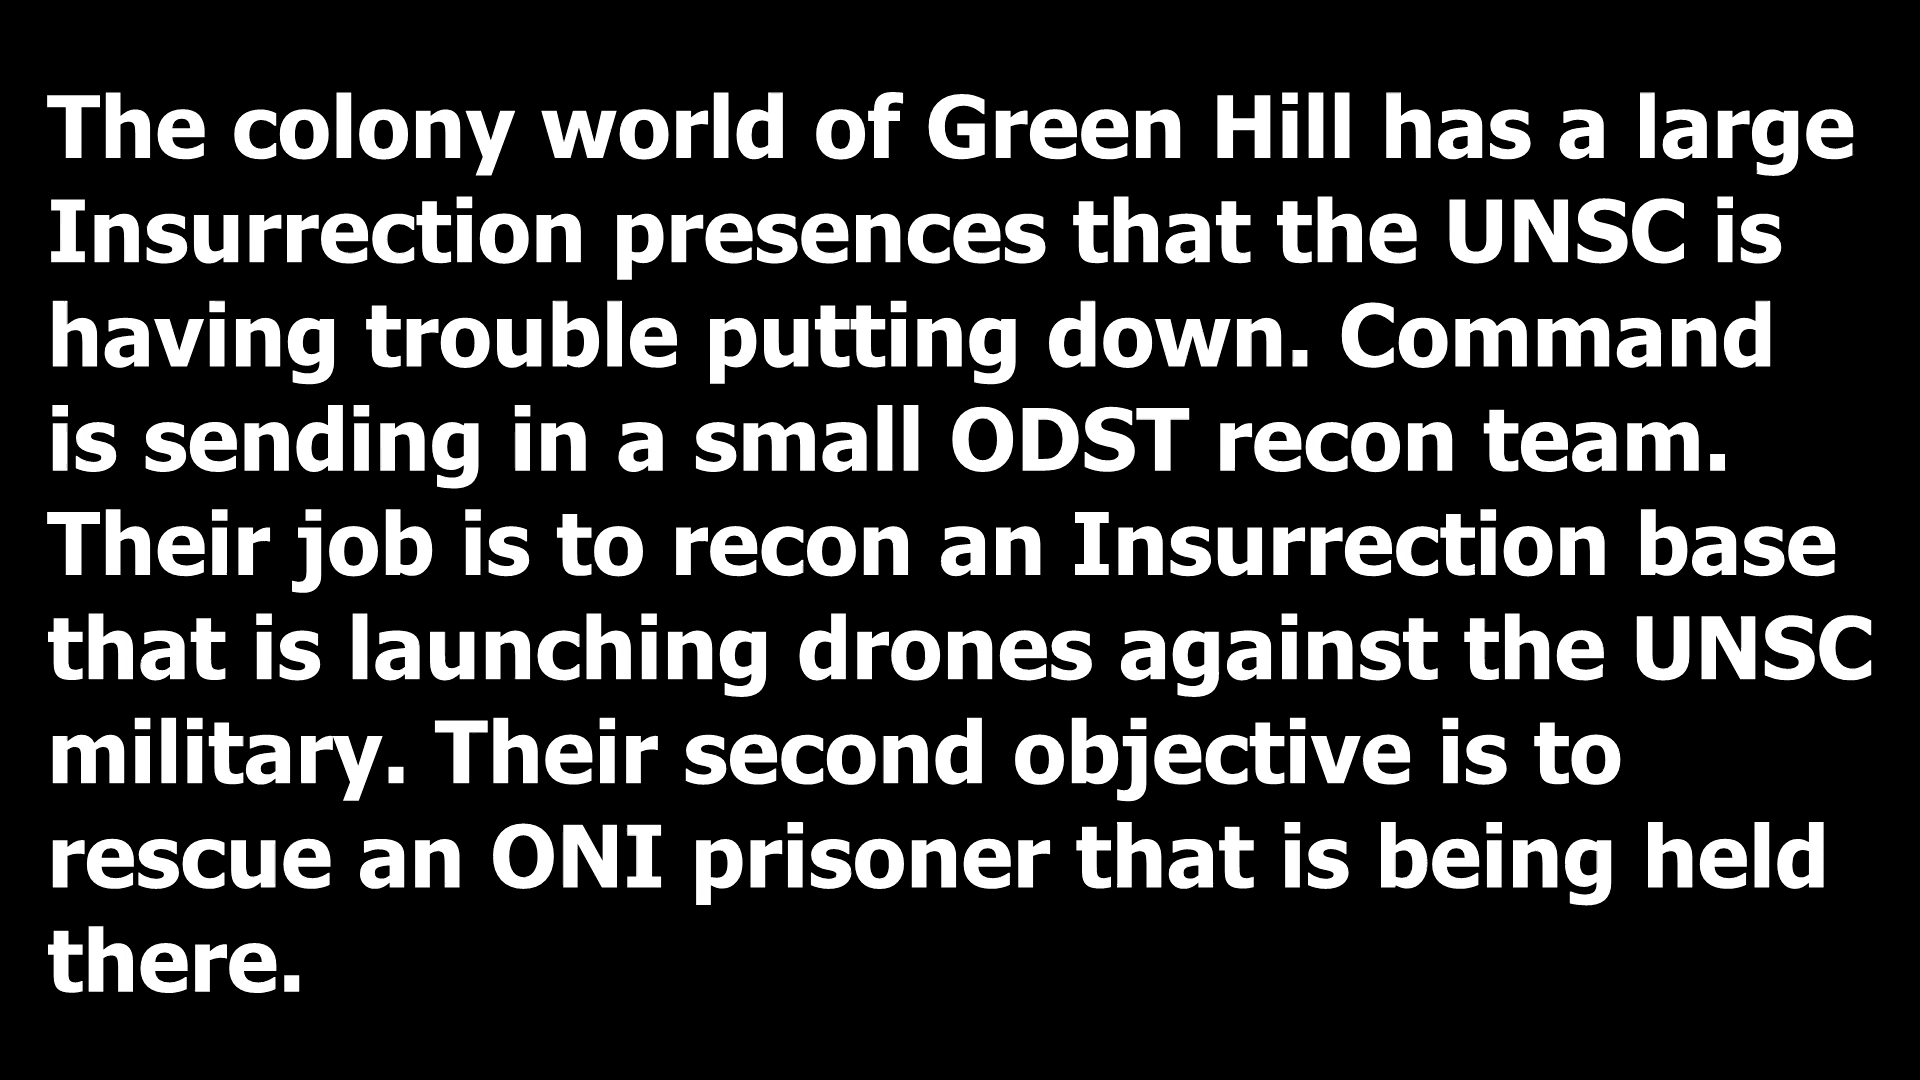 The colony world of Green Hill has a large
Insurrection presences that the UNSC is
having trouble putting down. Command
is sending in a small ODST recon team.
Their job is to recon an Insurrection base
that is launching drones against the UNSC
military. Their second objective is to
rescue an ONI prisoner that is being held
there.